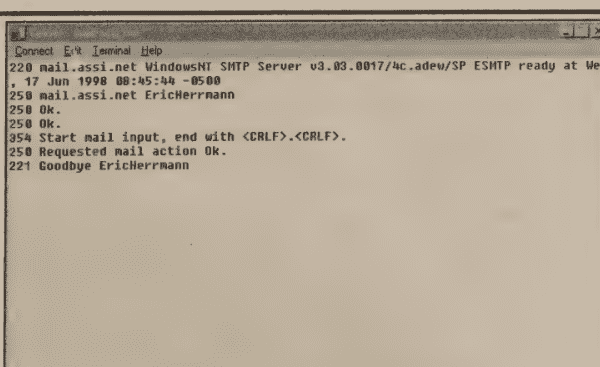 Connect Edit Terminal Help
220 mail.assi.net WindowsNT SMTP Server v3.03.0017/4c.adew/SP ESMTP ready at We
, 17 Jun 1998 08:45:44 -0500
250 mail.assi.net EricHerrmann
250 Ok.
250 Ok.
354 Start mail input, end with <CRLF>.<CRLF>.
250 Requested mail action Ok.
221 Goodbye EricHerrmann